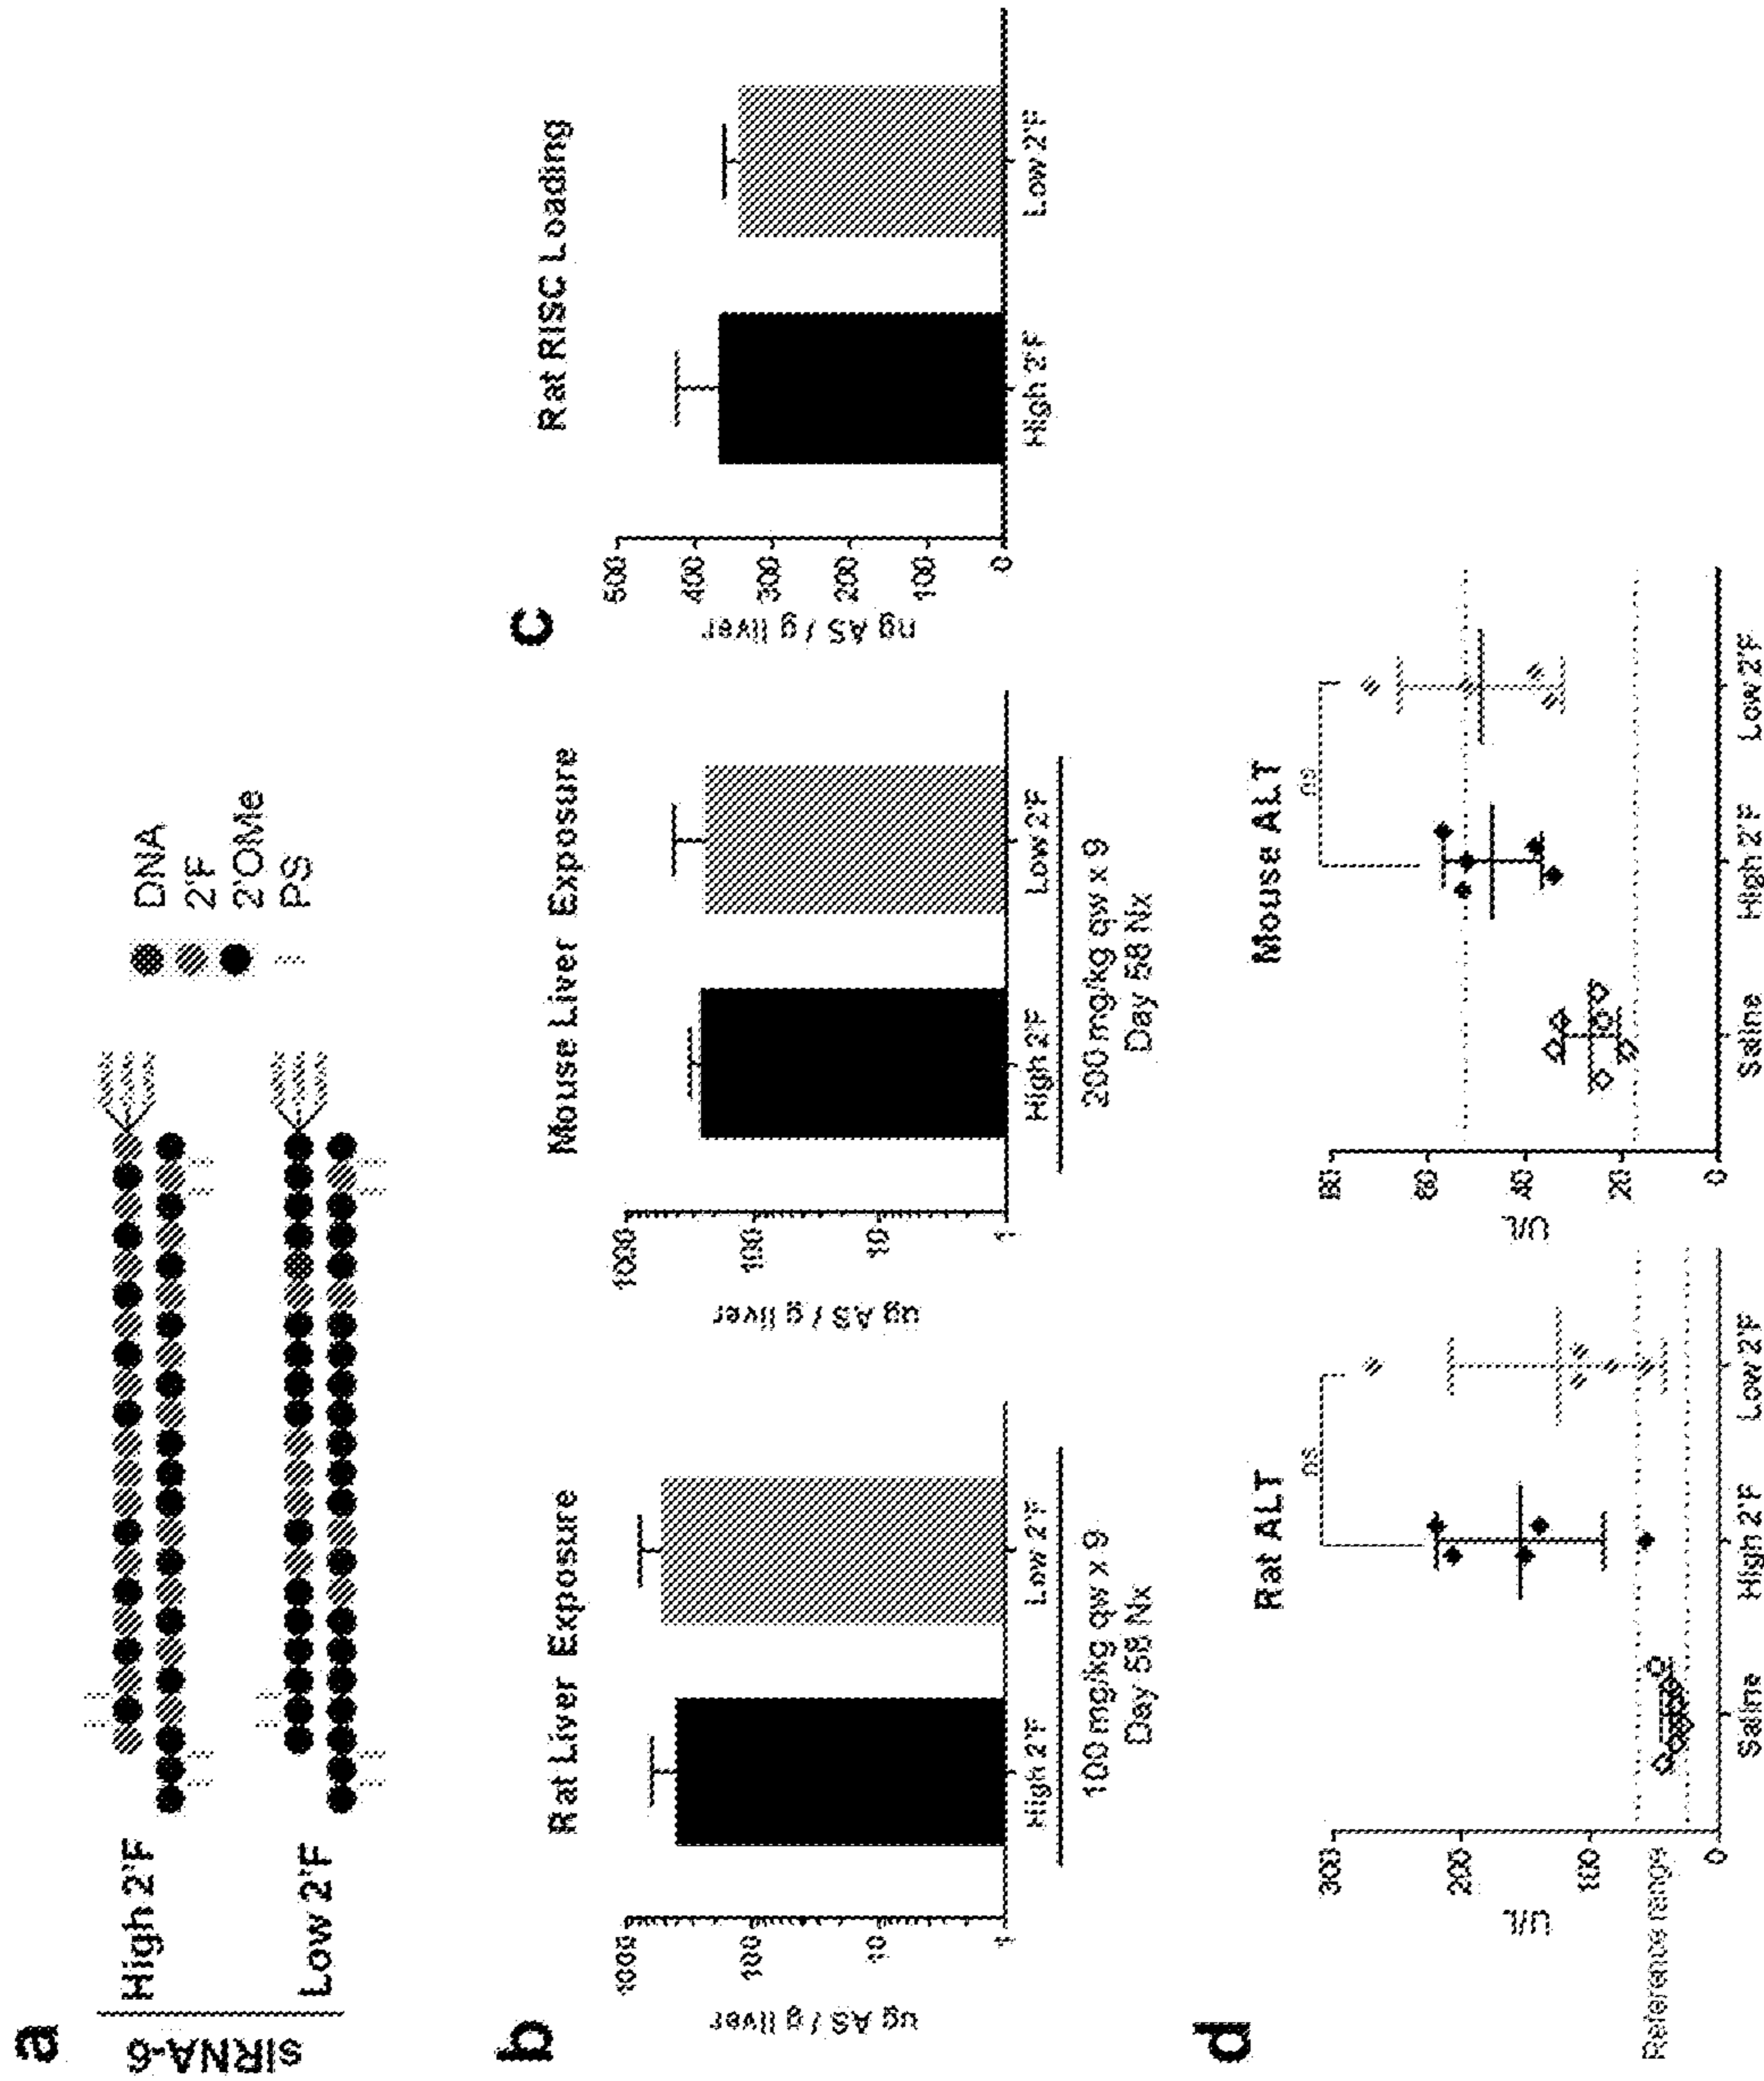 a
siRNA-6
High 2'F
Low 2'F
DNA
2'F
2'OMe
PS
b
Rat Liver Exposure
ug AS / g liver
1000
100
10
1
High 2'F
Low 2'F
100 mg/kg qw x 9
Day 58 Nx
Mouse Liver Exposure
ug AS / g liver
1000
100
10
1
High 2'F
Low 2'F
200 mg/kg qw x 9
Day 58 Nx
c
Rat RISC Loading
ng AS / g liver
500
400
300
200
100
0
High 2'F
Low 2'F
d
Rat ALT
U/L
300
200
100
0
Reference range
ns
Saline
High 2'F
Low 2'F
Mouse ALT
U/L
80
60
40
20
0
ns
Saline
High 2'F
Low 2'F